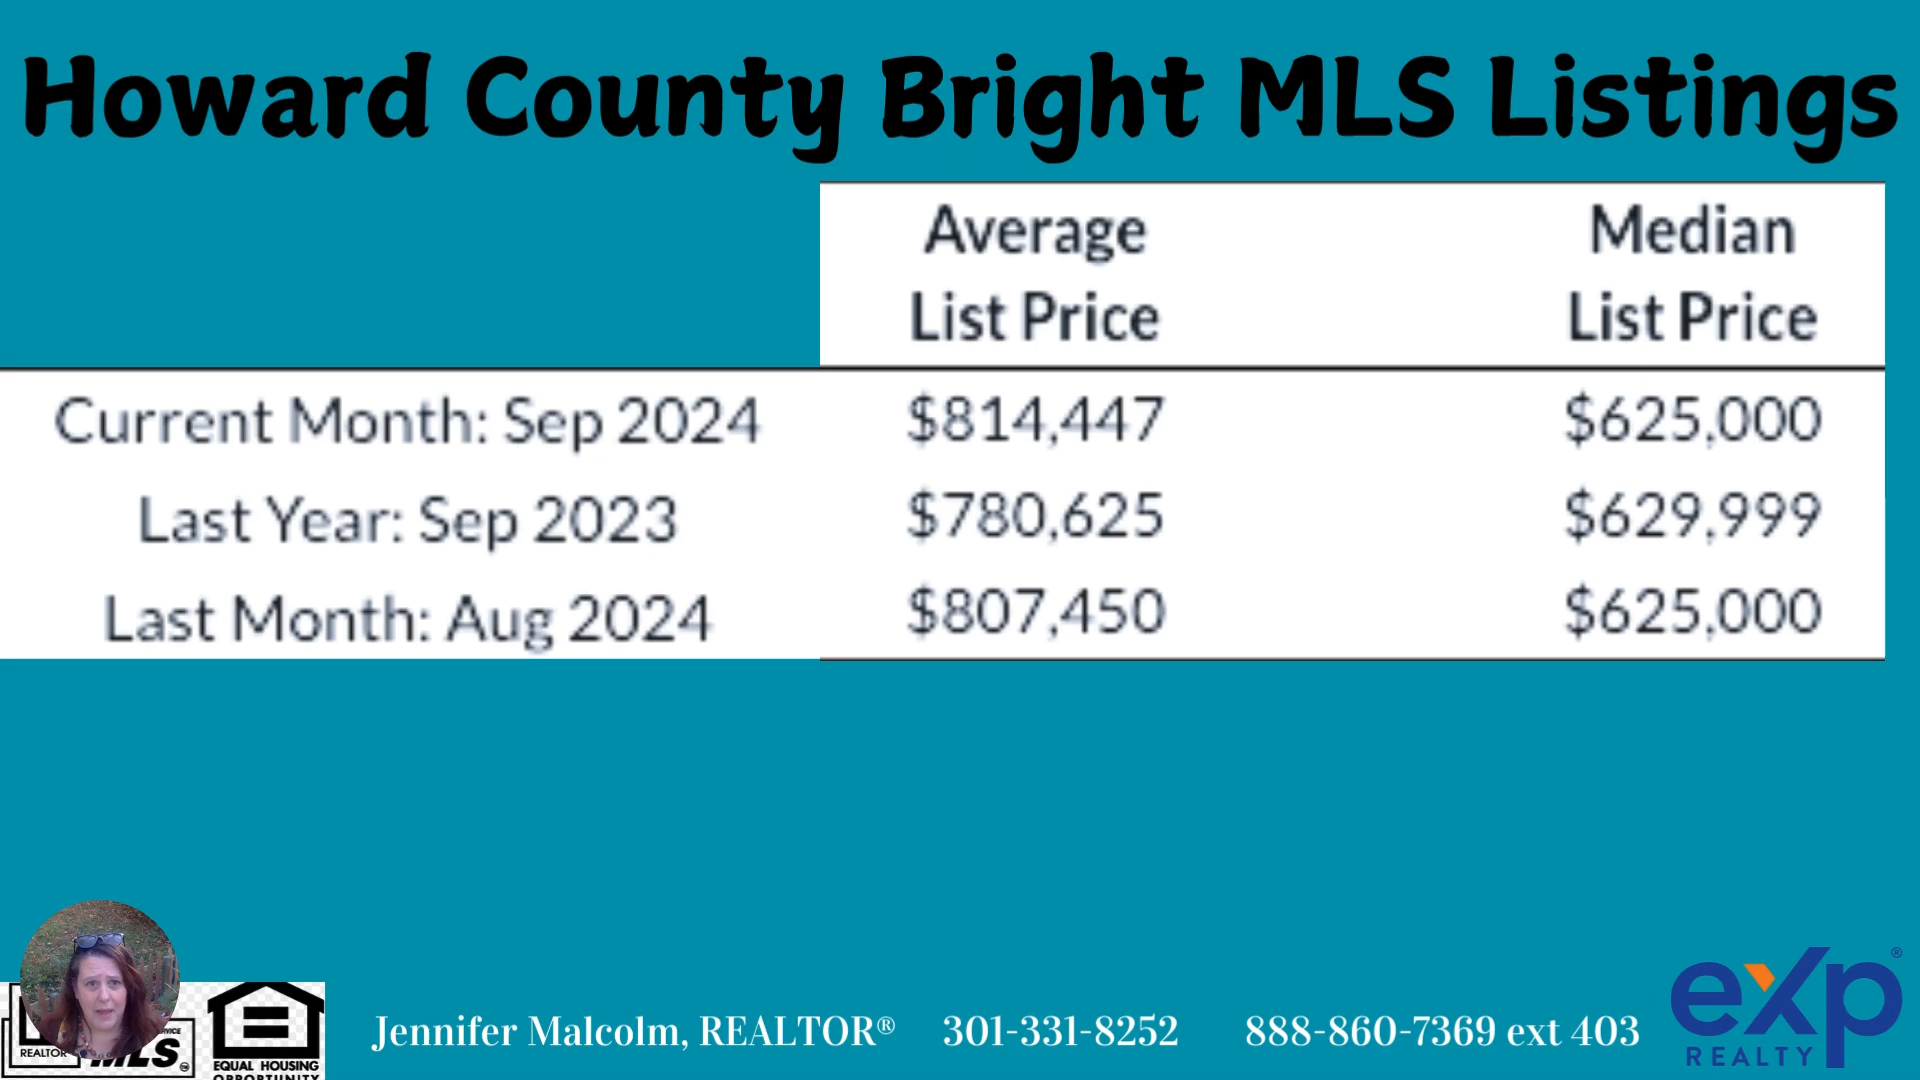 Howard County Bright MLS Listings
Average Median
List Price List Price
Current Month: Sep 2024 $814,447 $625,000
Last Year: Sep 2023 $780,625 $629,999
Last Month: Aug 2024 $807,450 $625,000
REALTOR MLS
EQUAL HOUSING
OPPORTUNITY
Jennifer Malcolm, REALTOR® 301-331-8252 888-860-7369 ext 403
eXp®
REALTY